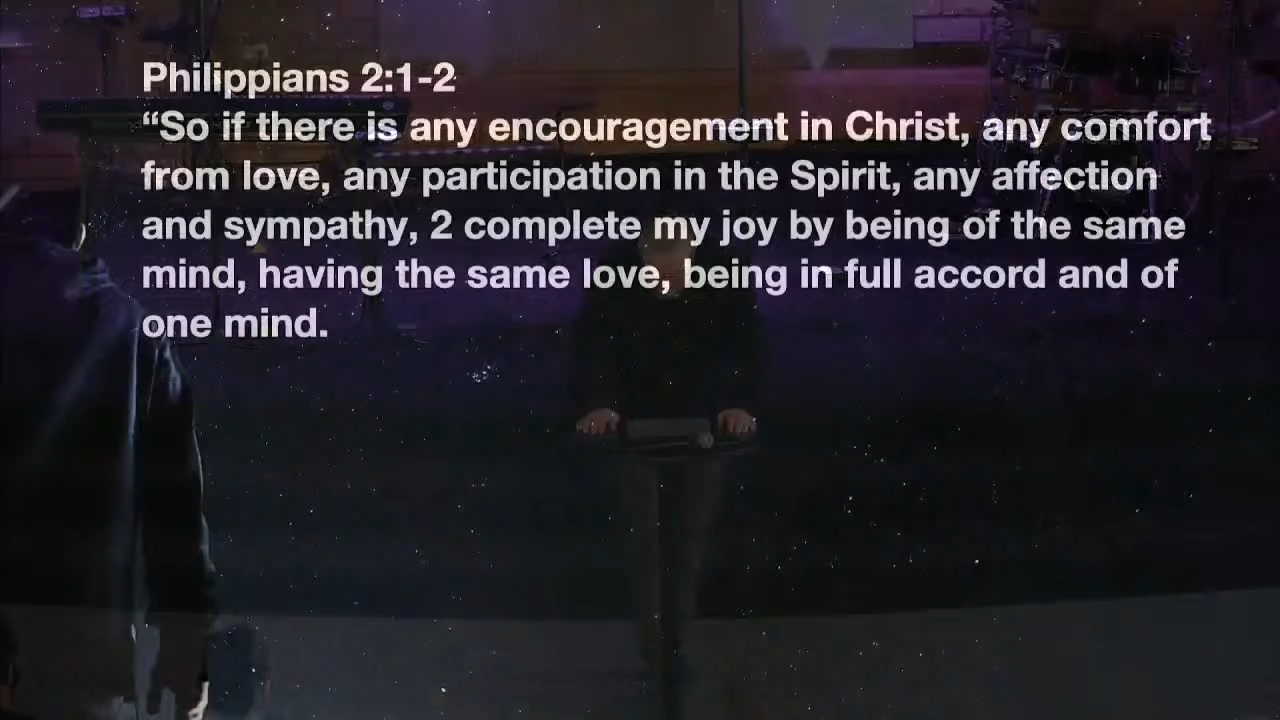 Philippians 2:1-2
“So if there is any encouragement in Christ, any comfort
from love, any participation in the Spirit, any affection
and sympathy, 2 complete my joy by being of the same
mind, having the same love, being in full accord and of
one mind.